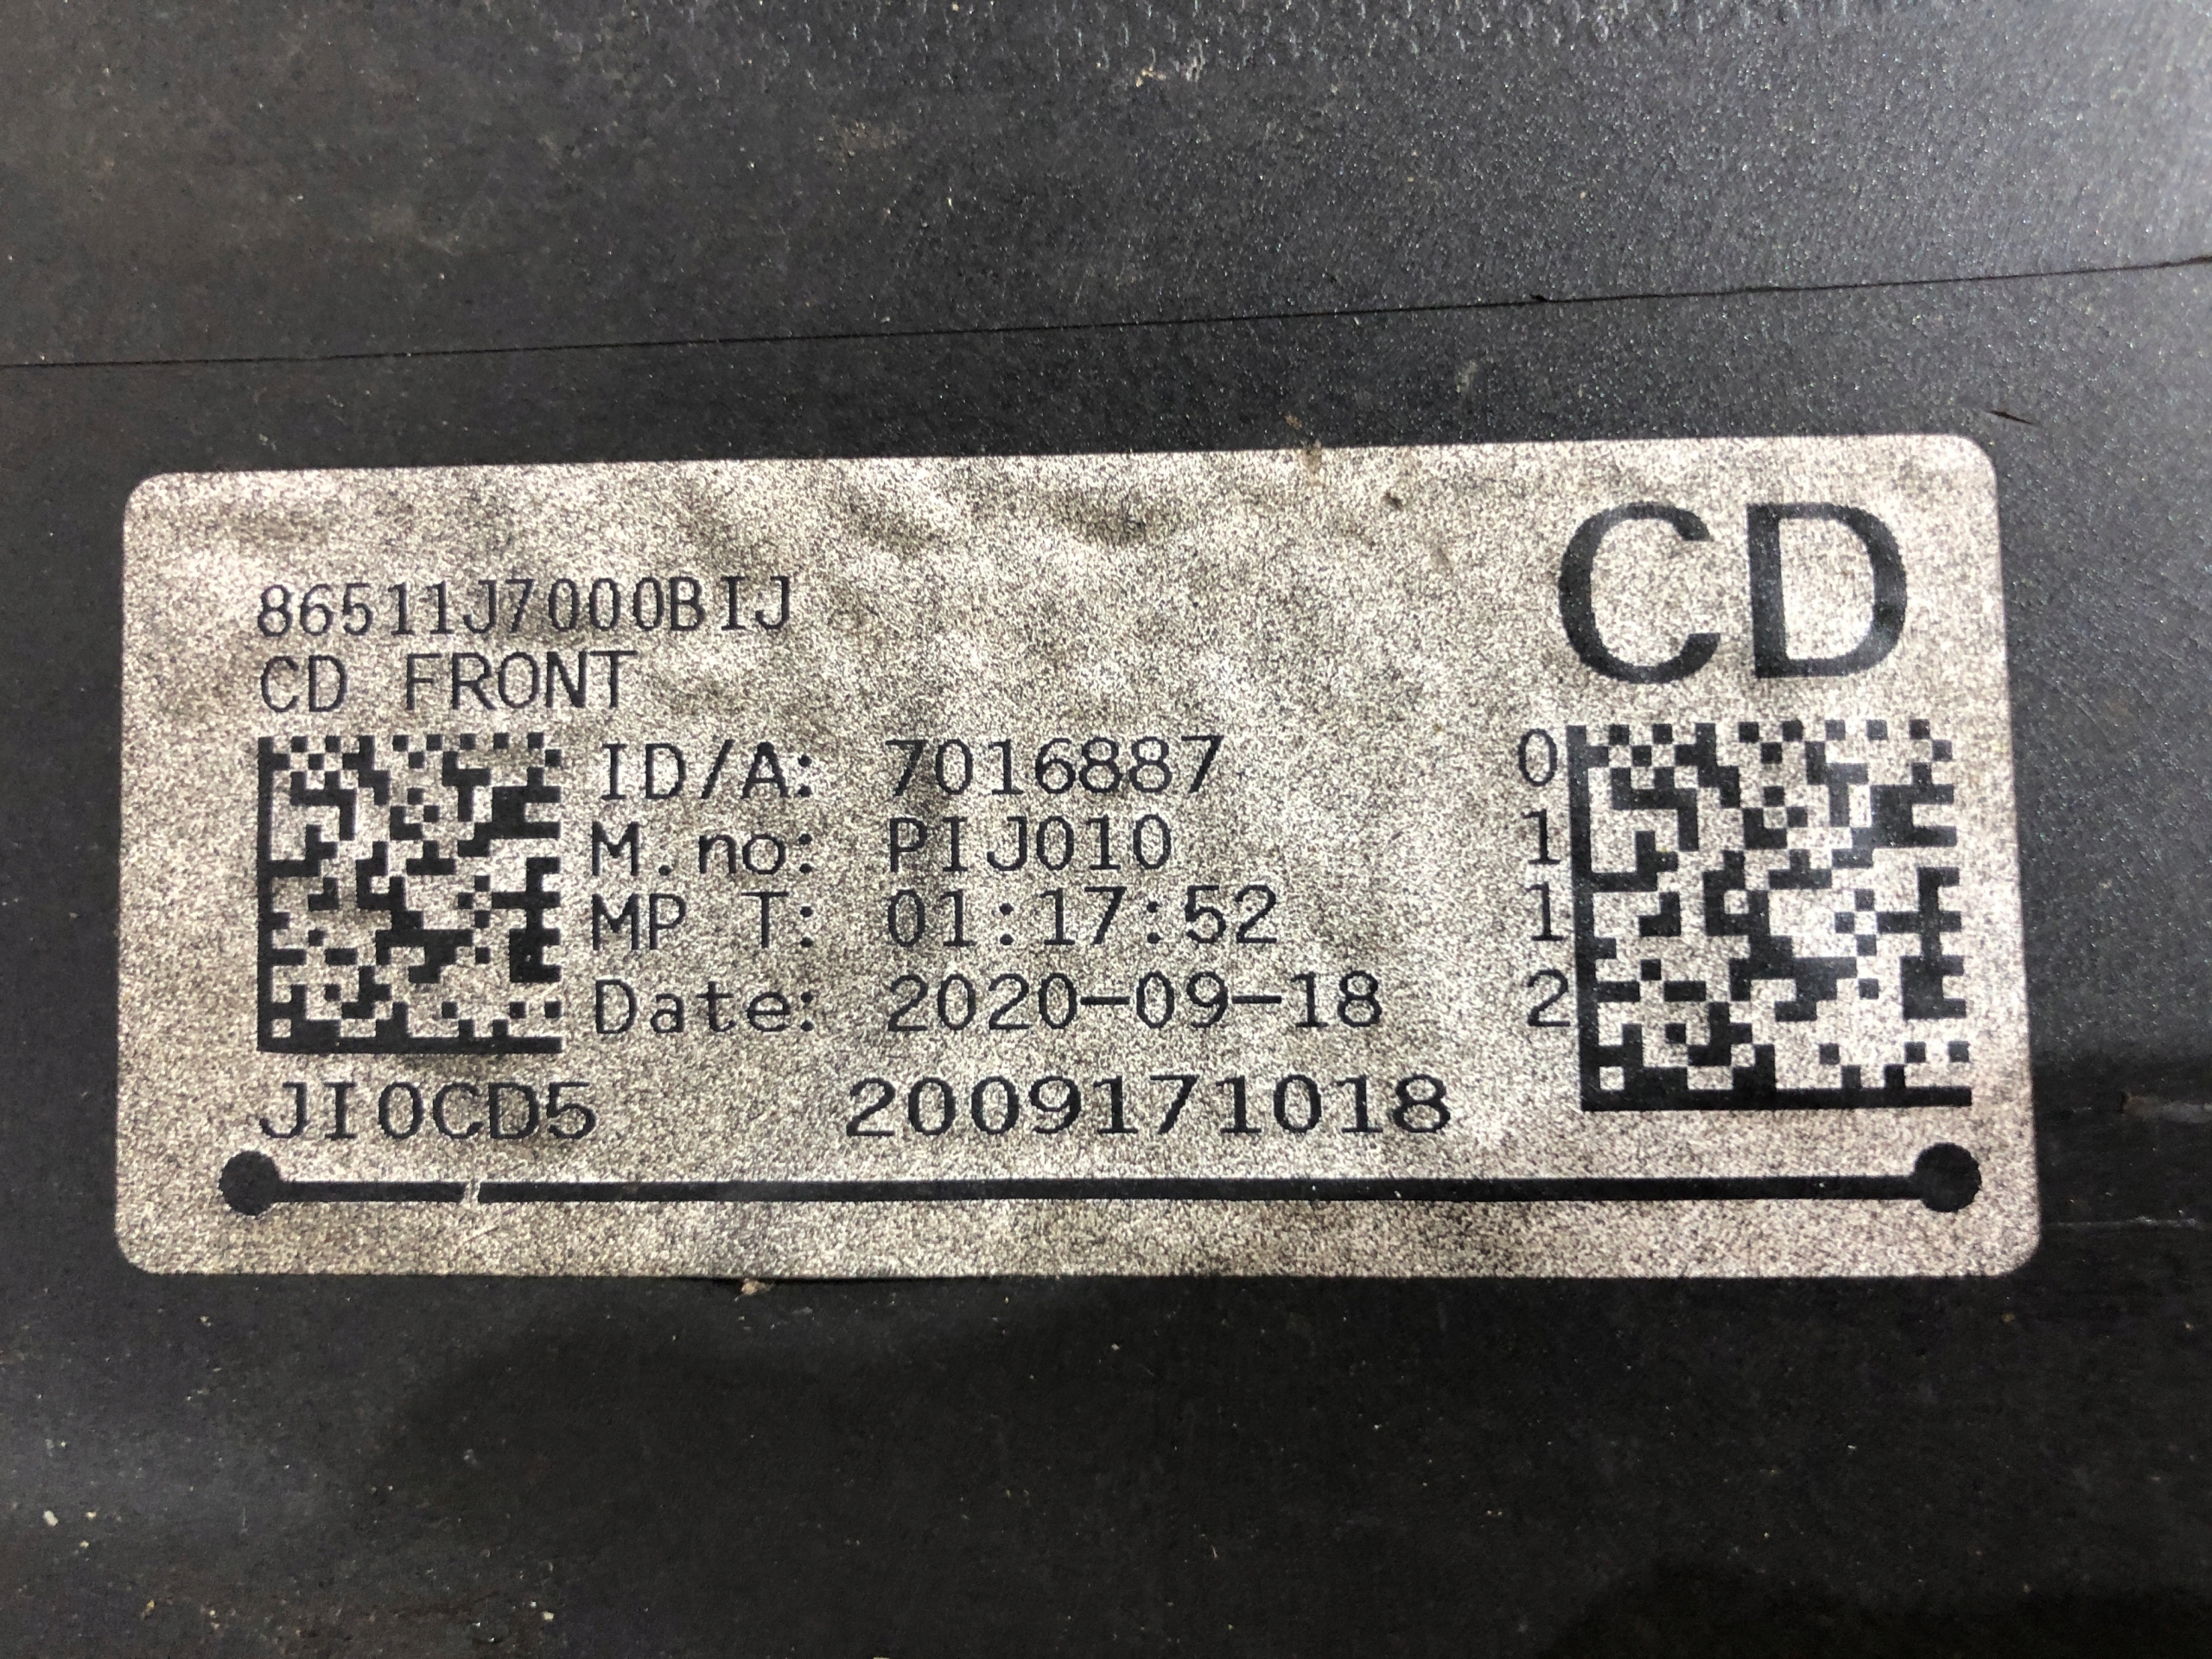 CD
86511J7000BIJ
CD FRONT
ID/A: 7016887
M.no: PIJ010
MP T: 01:17:52
Date: 2020-09-18
0
1
1
2
JI0CD5 2009171018